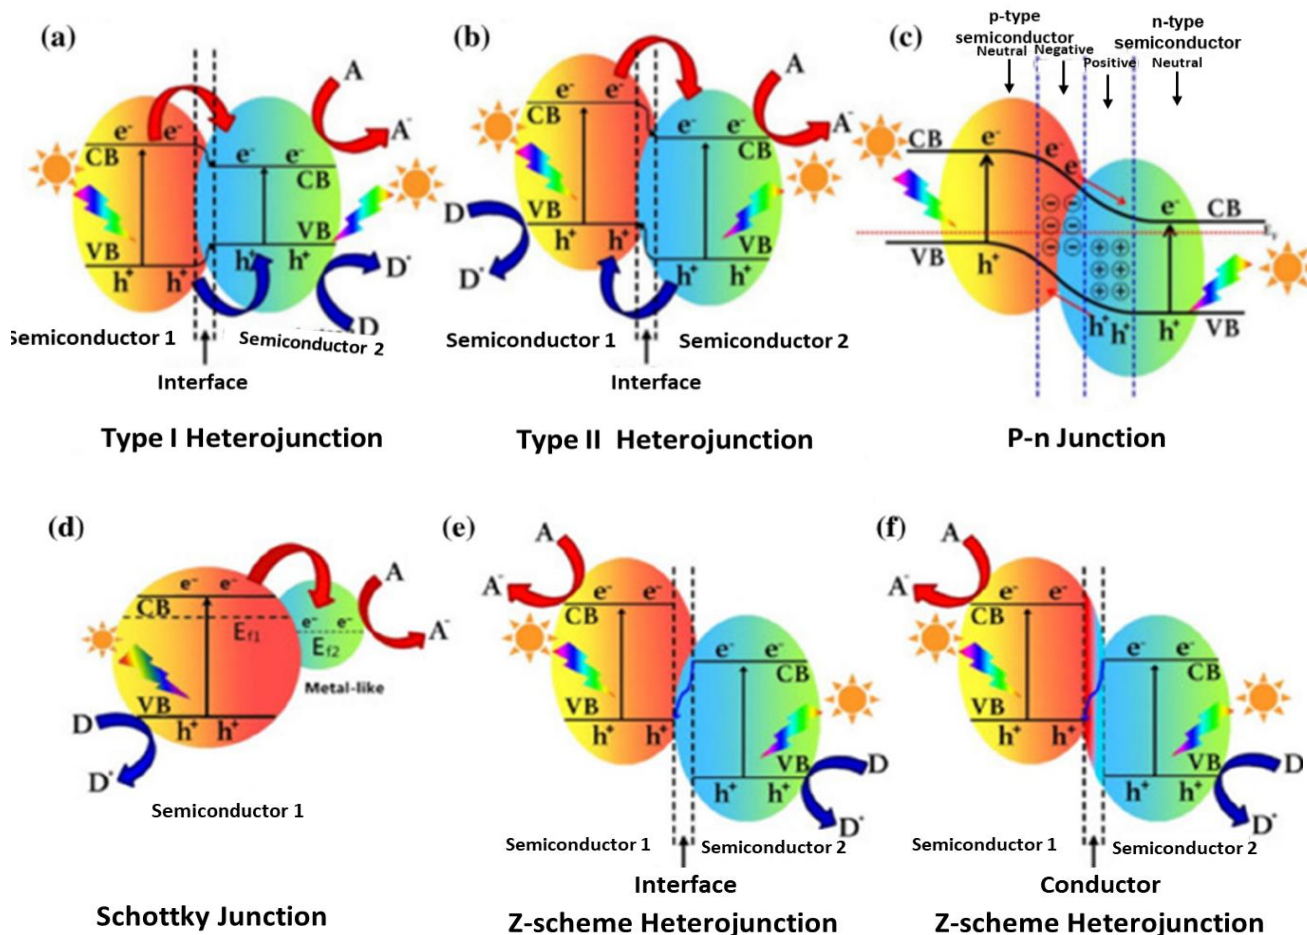 (a)
A
e⁻ e⁻
CB
A⁻
e⁻ e⁻
CB
VB
VB
h⁺ h⁺
h⁺ h⁺
D⁺
D
Semiconductor 1
Semiconductor 2
Interface
Type I Heterojunction
(b)
A
e⁻ e⁻
CB
A⁻
e⁻ e⁻
CB
D
VB
h⁺ h⁺
VB
h⁺ h⁺
D⁺
Semiconductor 1
Semiconductor 2
Interface
Type II Heterojunction
(c)
p-type
semiconductor
n-type
semiconductor
Neutral
Negative
Positive
Neutral
CB
e⁻
e⁻
e⁻
e⁻
CB
E_F
VB
h⁺
h⁺
h⁺
h⁺
VB
P-n Junction
(d)
A
e⁻ e⁻
CB
E_f1
e⁻ e⁻
E_f2
A⁻
Metal-like
VB
h⁺ h⁺
D
D⁺
Semiconductor 1
Schottky Junction
(e)
A
A⁻
e⁻ e⁻
CB
e⁻ e⁻
CB
VB
h⁺ h⁺
VB
h⁺ h⁺
D
D⁺
Semiconductor 1
Semiconductor 2
Interface
Z-scheme Heterojunction
(f)
A
A⁻
e⁻ e⁻
CB
e⁻ e⁻
CB
VB
h⁺ h⁺
VB
h⁺ h⁺
D
D⁺
Semiconductor 1
Semiconductor 2
Conductor
Z-scheme Heterojunction